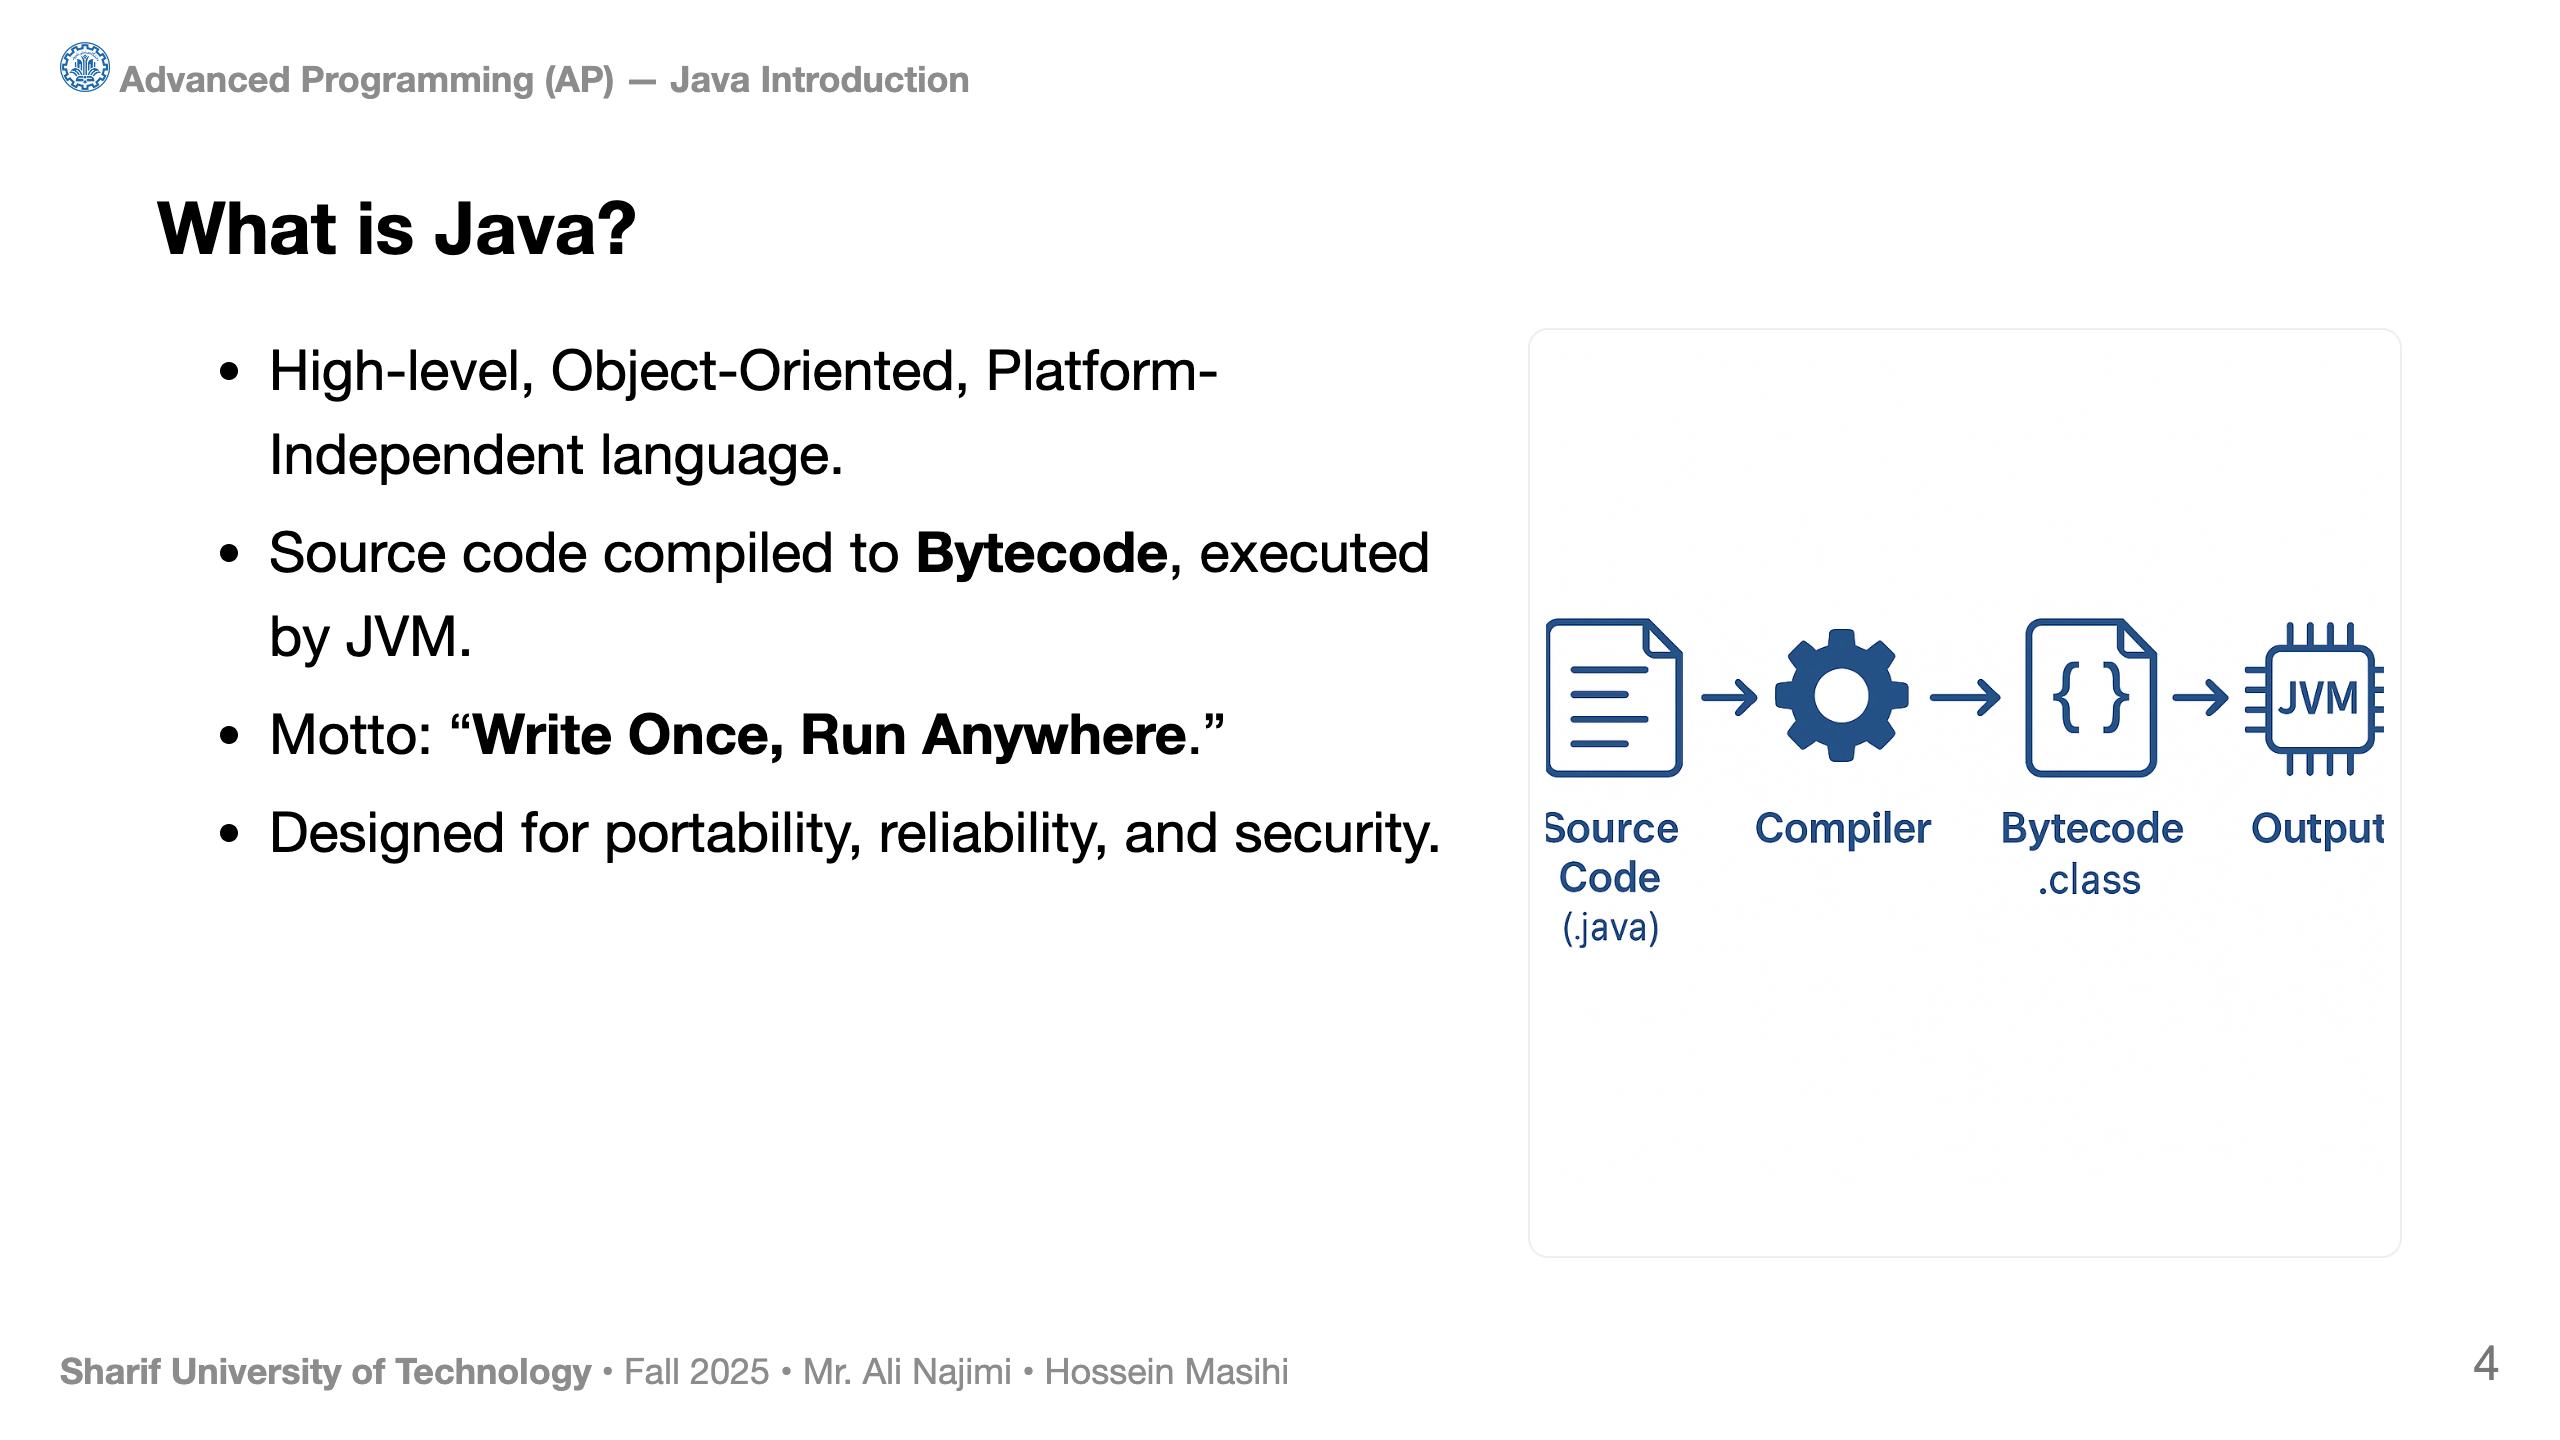 Advanced Programming (AP) — Java Introduction
What is Java?
• High-level, Object-Oriented, Platform-
Independent language.
• Source code compiled to Bytecode, executed
by JVM.
• Motto: “Write Once, Run Anywhere.”
• Designed for portability, reliability, and security.
{ }
JVM
Source
Code
(.java)
Compiler
Bytecode
.class
Output
Sharif University of Technology • Fall 2025 • Mr. Ali Najimi • Hossein Masihi
4